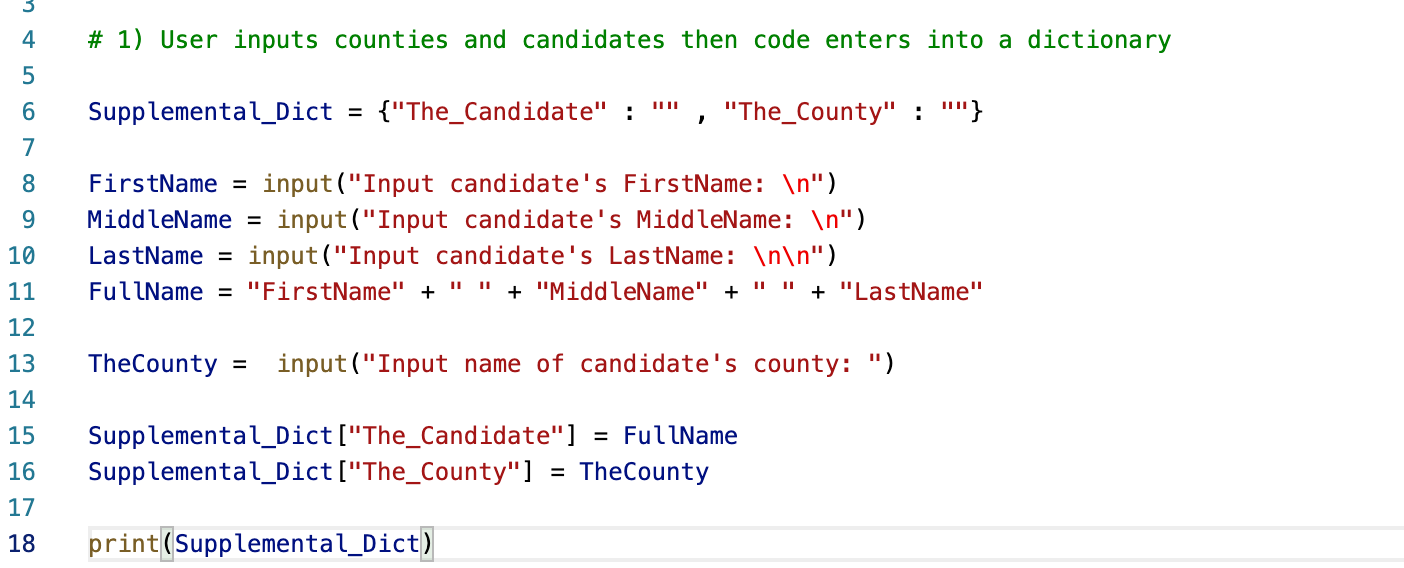 3
4 # 1) User inputs counties and candidates then code enters into a dictionary
5
6 Supplemental_Dict = {"The_Candidate" : "" , "The_County" : ""}
7
8 FirstName = input("Input candidate's FirstName: \n")
9 MiddleName = input("Input candidate's MiddleName: \n")
10 LastName = input("Input candidate's LastName: \n\n")
11 FullName = "FirstName" + " " + "MiddleName" + " " + "LastName"
12
13 TheCounty =  input("Input name of candidate's county: ")
14
15 Supplemental_Dict["The_Candidate"] = FullName
16 Supplemental_Dict["The_County"] = TheCounty
17
18 print(Supplemental_Dict)